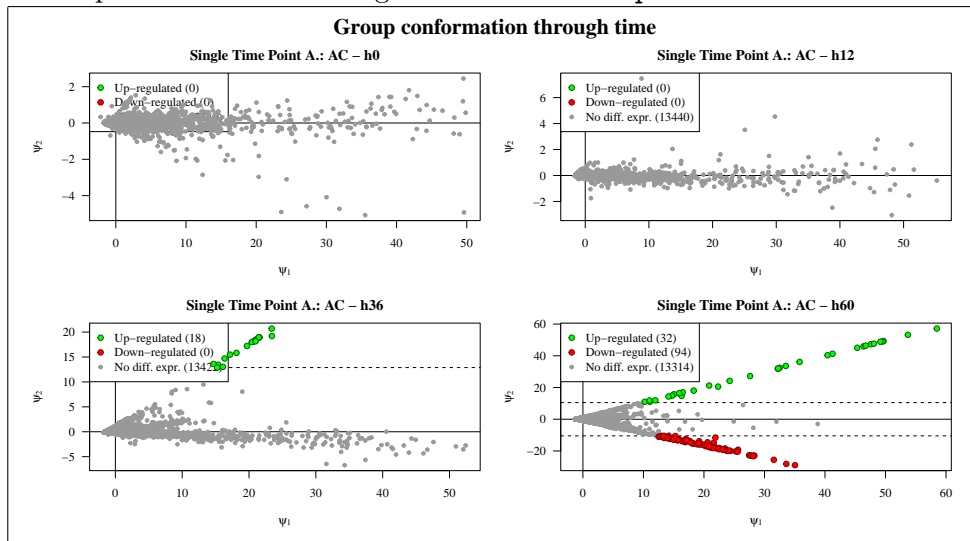 Group conformation through time
Single Time Point A.: AC – h0
Up–regulated (0)
Down–regulated (0)
2
0
−2
−4
ψ2
0 10 20 30 40 50
ψ1
Single Time Point A.: AC – h12
Up–regulated (0)
Down–regulated (0)
No diff. expr. (13440)
6
4
2
0
−2
ψ2
0 10 20 30 40 50
ψ1
Single Time Point A.: AC – h36
Up–regulated (18)
Down–regulated (0)
No diff. expr. (13422)
20
15
10
5
0
−5
ψ2
0 10 20 30 40 50
ψ1
Single Time Point A.: AC – h60
Up–regulated (32)
Down–regulated (94)
No diff. expr. (13314)
60
40
20
0
−20
ψ2
0 10 20 30 40 50 60
ψ1